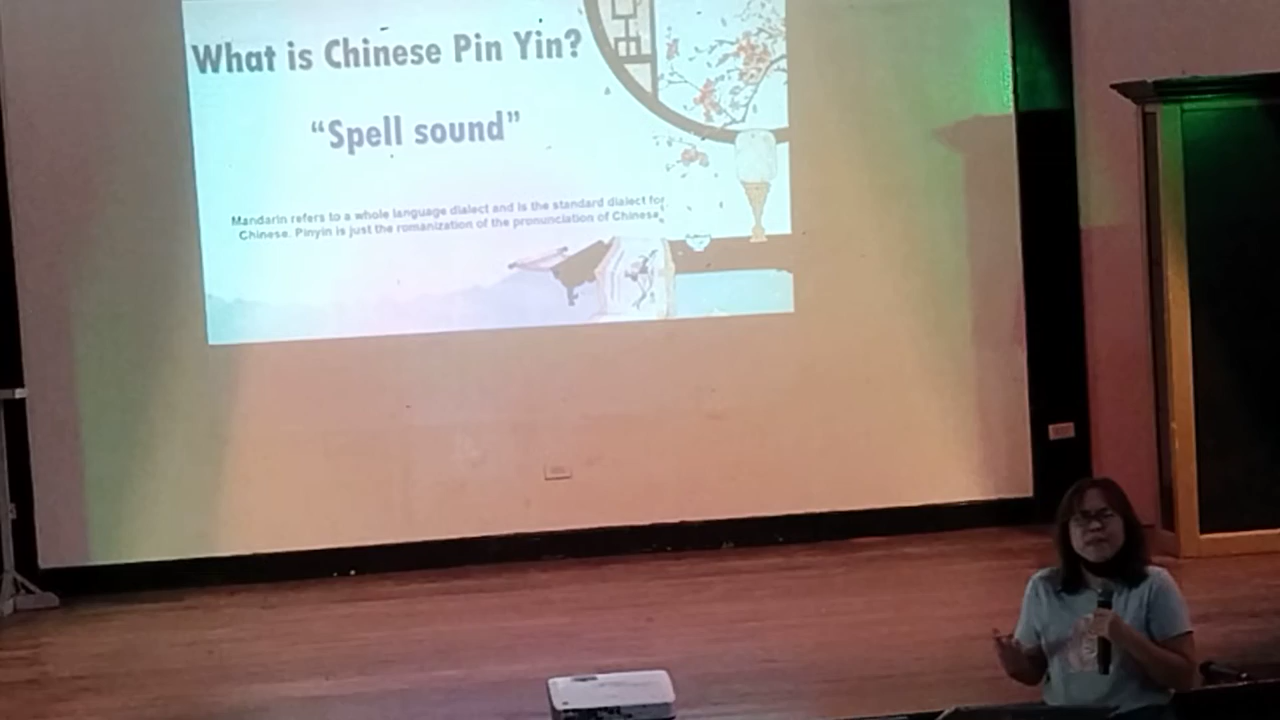 What is Chinese Pin Yin?
“Spell sound”
Mandarin refers to a whole language dialect and is the standard dialect for
Chinese. Pinyin is just the romanization of the pronunciation of Chinese.